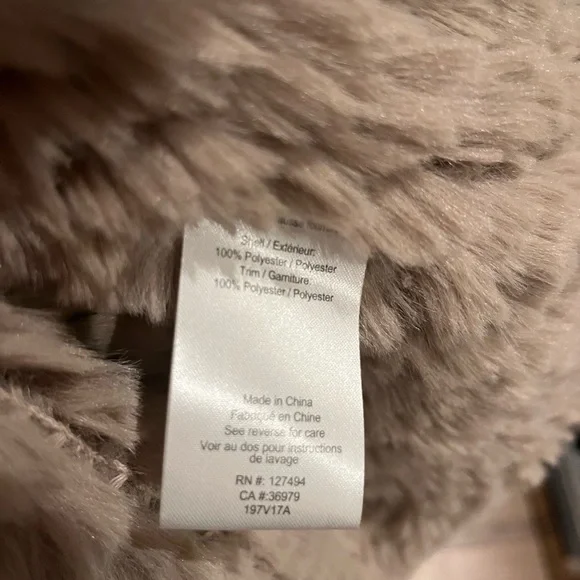 Shell / Extérieur:
100% Polyester / Polyester
Trim / Garniture:
100% Polyester / Polyester
Made in China
Fabriqué en Chine
See reverse for care
Voir au dos pour instructions
de lavage
RN #: 127494
CA #:36979
197V17A